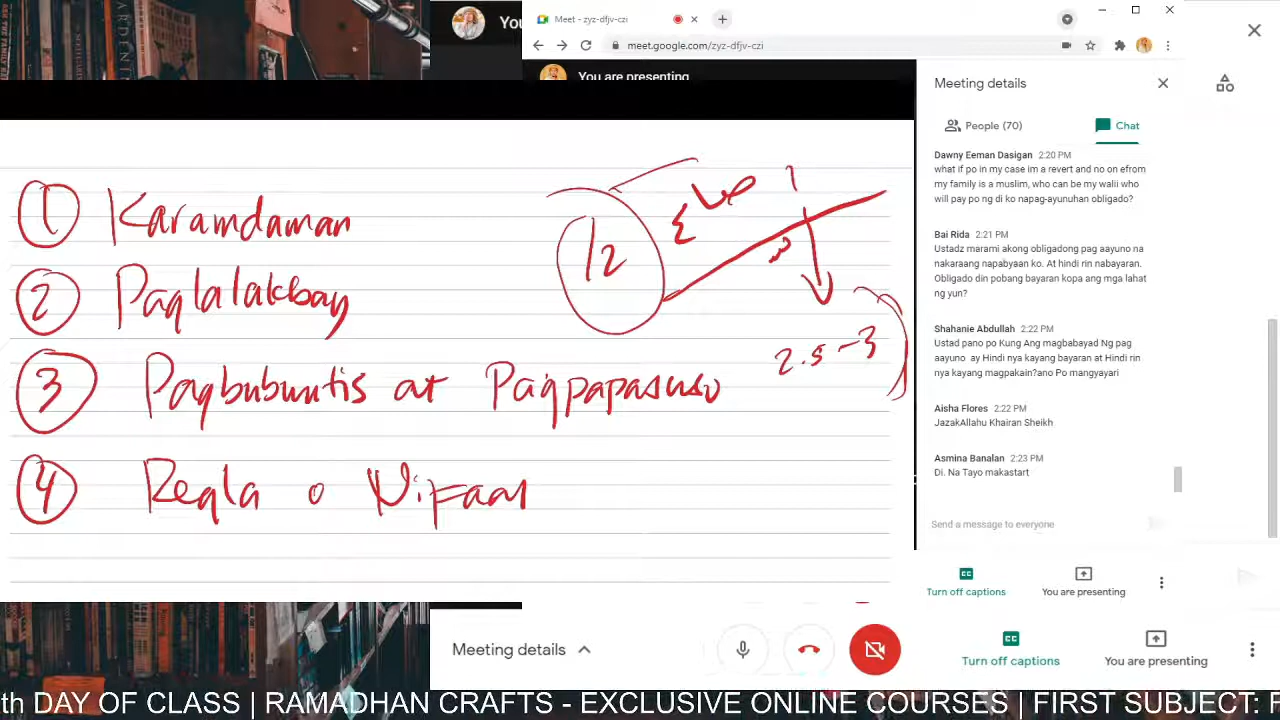 You
Meet - zyz-dfjv-czi
meet.google.com/zyz-dfjv-czi
You are presenting
Meeting details
People (70)
Chat
Dawny Eeman Dasigan 2:20 PM
what if po in my case im a revert and no on efrom
my family is a muslim, who can be my walii who
will pay po ng di ko napag-ayunuhan obligado?
Bai Rida 2:21 PM
Ustadz marami akong obligadong pag aayuno na
nakaraang napabyaan ko. At hindi rin nabayaran.
Obligado din pobang bayaran kopa ang mga lahat
ng yun?
Shahanie Abdullah 2:22 PM
Ustad pano po Kung Ang magbabayad Ng pag
aayuno ay Hindi nya kayang bayaran at Hindi rin
nya kayang magpakain?ano Po mangyayari
Aisha Flores 2:22 PM
JazakAllahu Khairan Sheikh
Asmina Banalan 2:23 PM
Di. Na Tayo makastart
Send a message to everyone
Turn off captions
You are presenting
1 Karamdaman
2 Paglalakbay
3 Pagbubuntis at Pagpapasuso
4 Regla o Nifaas
12
2.5 - 3
Meeting details
Turn off captions
You are presenting
th DAY OF CLASS | RAMADHAN CRAFTS - EXCLUSIVE ONLINE COURSES | FIRST SUBJECT: